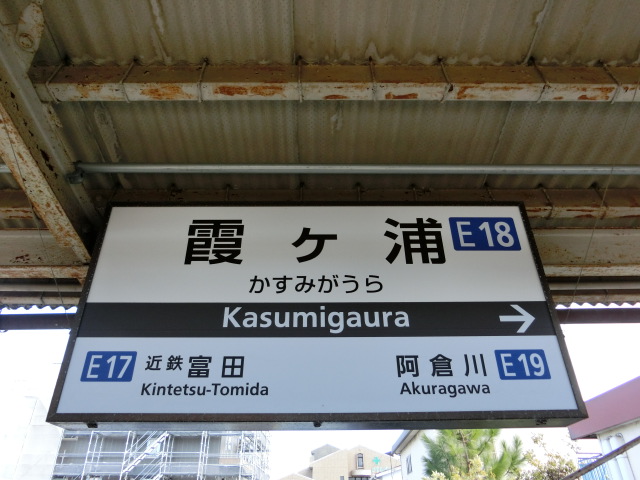 霞ヶ浦 E18
かすみがうら
Kasumigaura →
E17 近鉄富田 阿倉川 E19
Kintetsu-Tomida Akuragawa